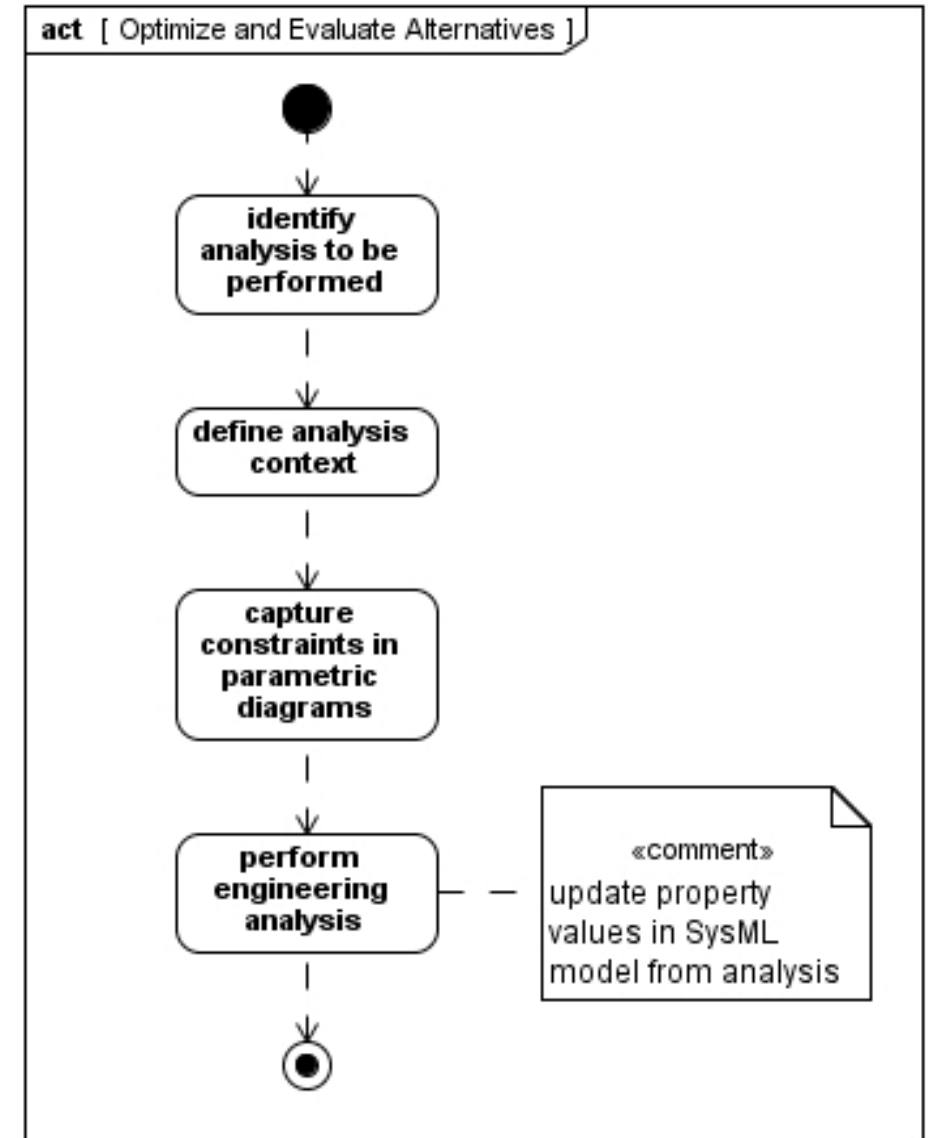 act [ Optimize and Evaluate Alternatives ]
identify
analysis to be
performed
define analysis
context
capture
constraints in
parametric
diagrams
perform
engineering
analysis
«comment»
update property
values in SysML
model from analysis